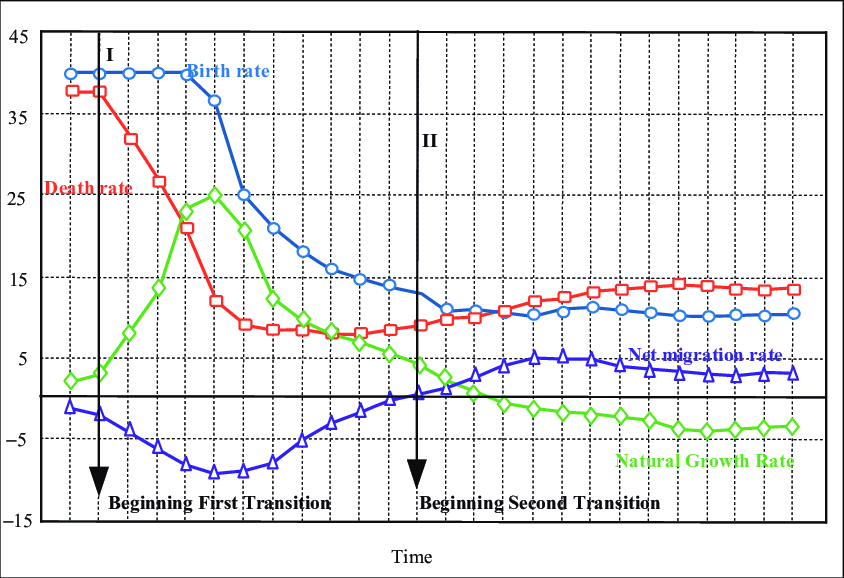 45
I
Birth rate
35
II
Death rate
25
15
Net migration rate
5
–5
Natural Growth Rate
Beginning First Transition
Beginning Second Transition
–15
Time